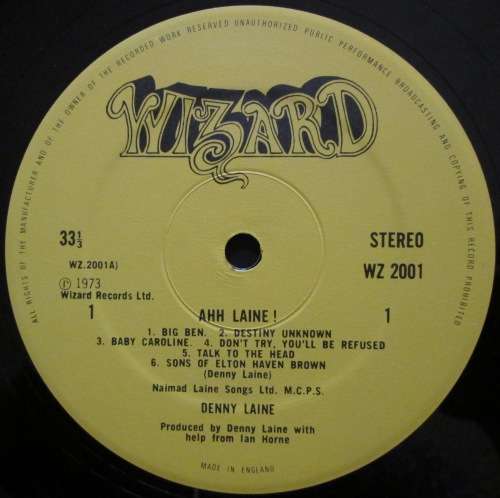 ALL RIGHTS OF THE MANUFACTURER AND OF THE OWNER OF THE RECORDED WORK RESERVED UNAUTHORIZED PUBLIC PERFORMANCE BROADCASTING AND COPYING OF THIS RECORD PROHIBITED
WIZARD
33⅓ STEREO
WZ.2001A) WZ 2001
℗ 1973
Wizard Records Ltd.
1 AHH LAINE! 1
1. BIG BEN. 2. DESTINY UNKNOWN
3. BABY CAROLINE. 4. DON'T TRY, YOU'LL BE REFUSED
5. TALK TO THE HEAD
6. SONS OF ELTON HAVEN BROWN
(Denny Laine)
Naimad Laine Songs Ltd. M.C.P.S.
DENNY LAINE
Produced by Denny Laine with
help from Ian Horne
MADE IN ENGLAND